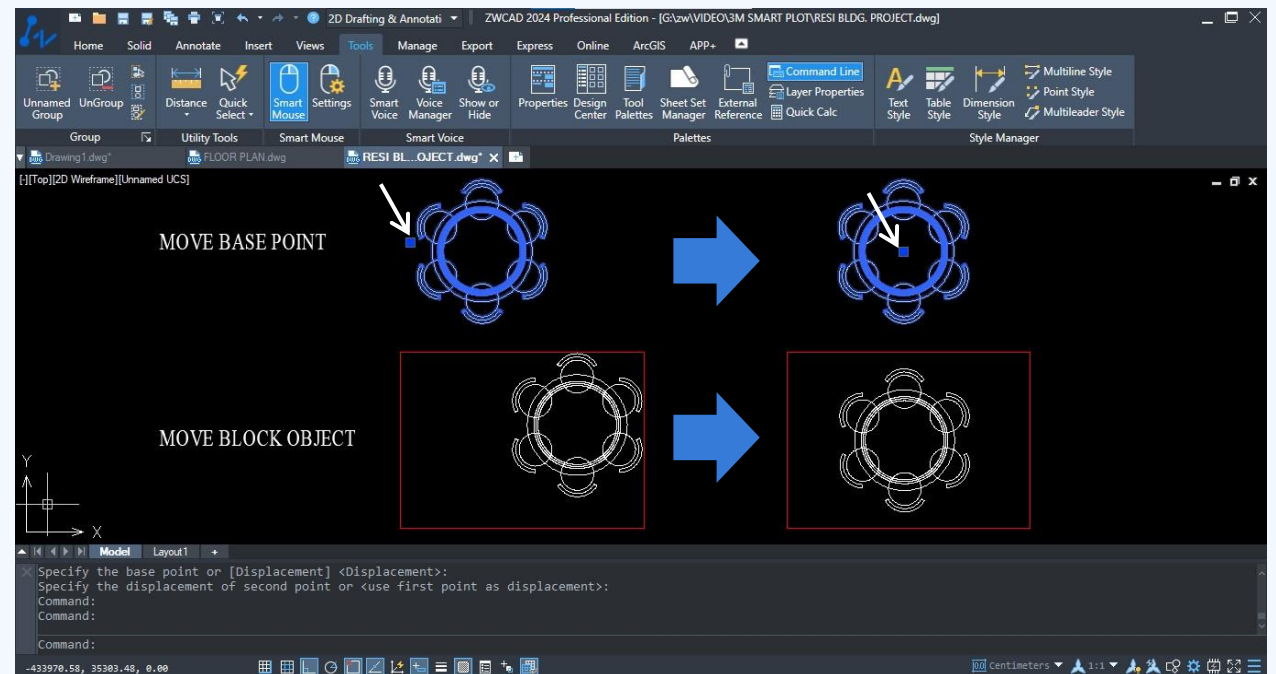 2D Drafting & Annotati
ZWCAD 2024 Professional Edition - [G:\zw\VIDEO\3M SMART PLOT\RESI BLDG. PROJECT.dwg]
Home Solid Annotate Insert Views Tools Manage Export Express Online ArcGIS APP+
Unnamed Group
UnGroup
Distance
Quick Select
Smart Mouse
Settings
Smart Voice
Voice Manager
Show or Hide
Properties
Design Center
Tool Palettes
Sheet Set Manager
External Reference
Command Line
Layer Properties
Quick Calc
Text Style
Table Style
Dimension Style
Multiline Style
Point Style
Multileader Style
Group Utility Tools Smart Mouse Smart Voice Palettes Style Manager
Drawing1.dwg* FLOOR PLAN.dwg RESI BL...OJECT.dwg*
[-][Top][2D Wireframe][Unnamed UCS]
MOVE BASE POINT
MOVE BLOCK OBJECT
Y
X
Model Layout1 +
Specify the base point or [Displacement] <Displacement>:
Specify the displacement of second point or <use first point as displacement>:
Command:
Command:
Command:
-433970.58, 35303.48, 0.00
Centimeters 1:1